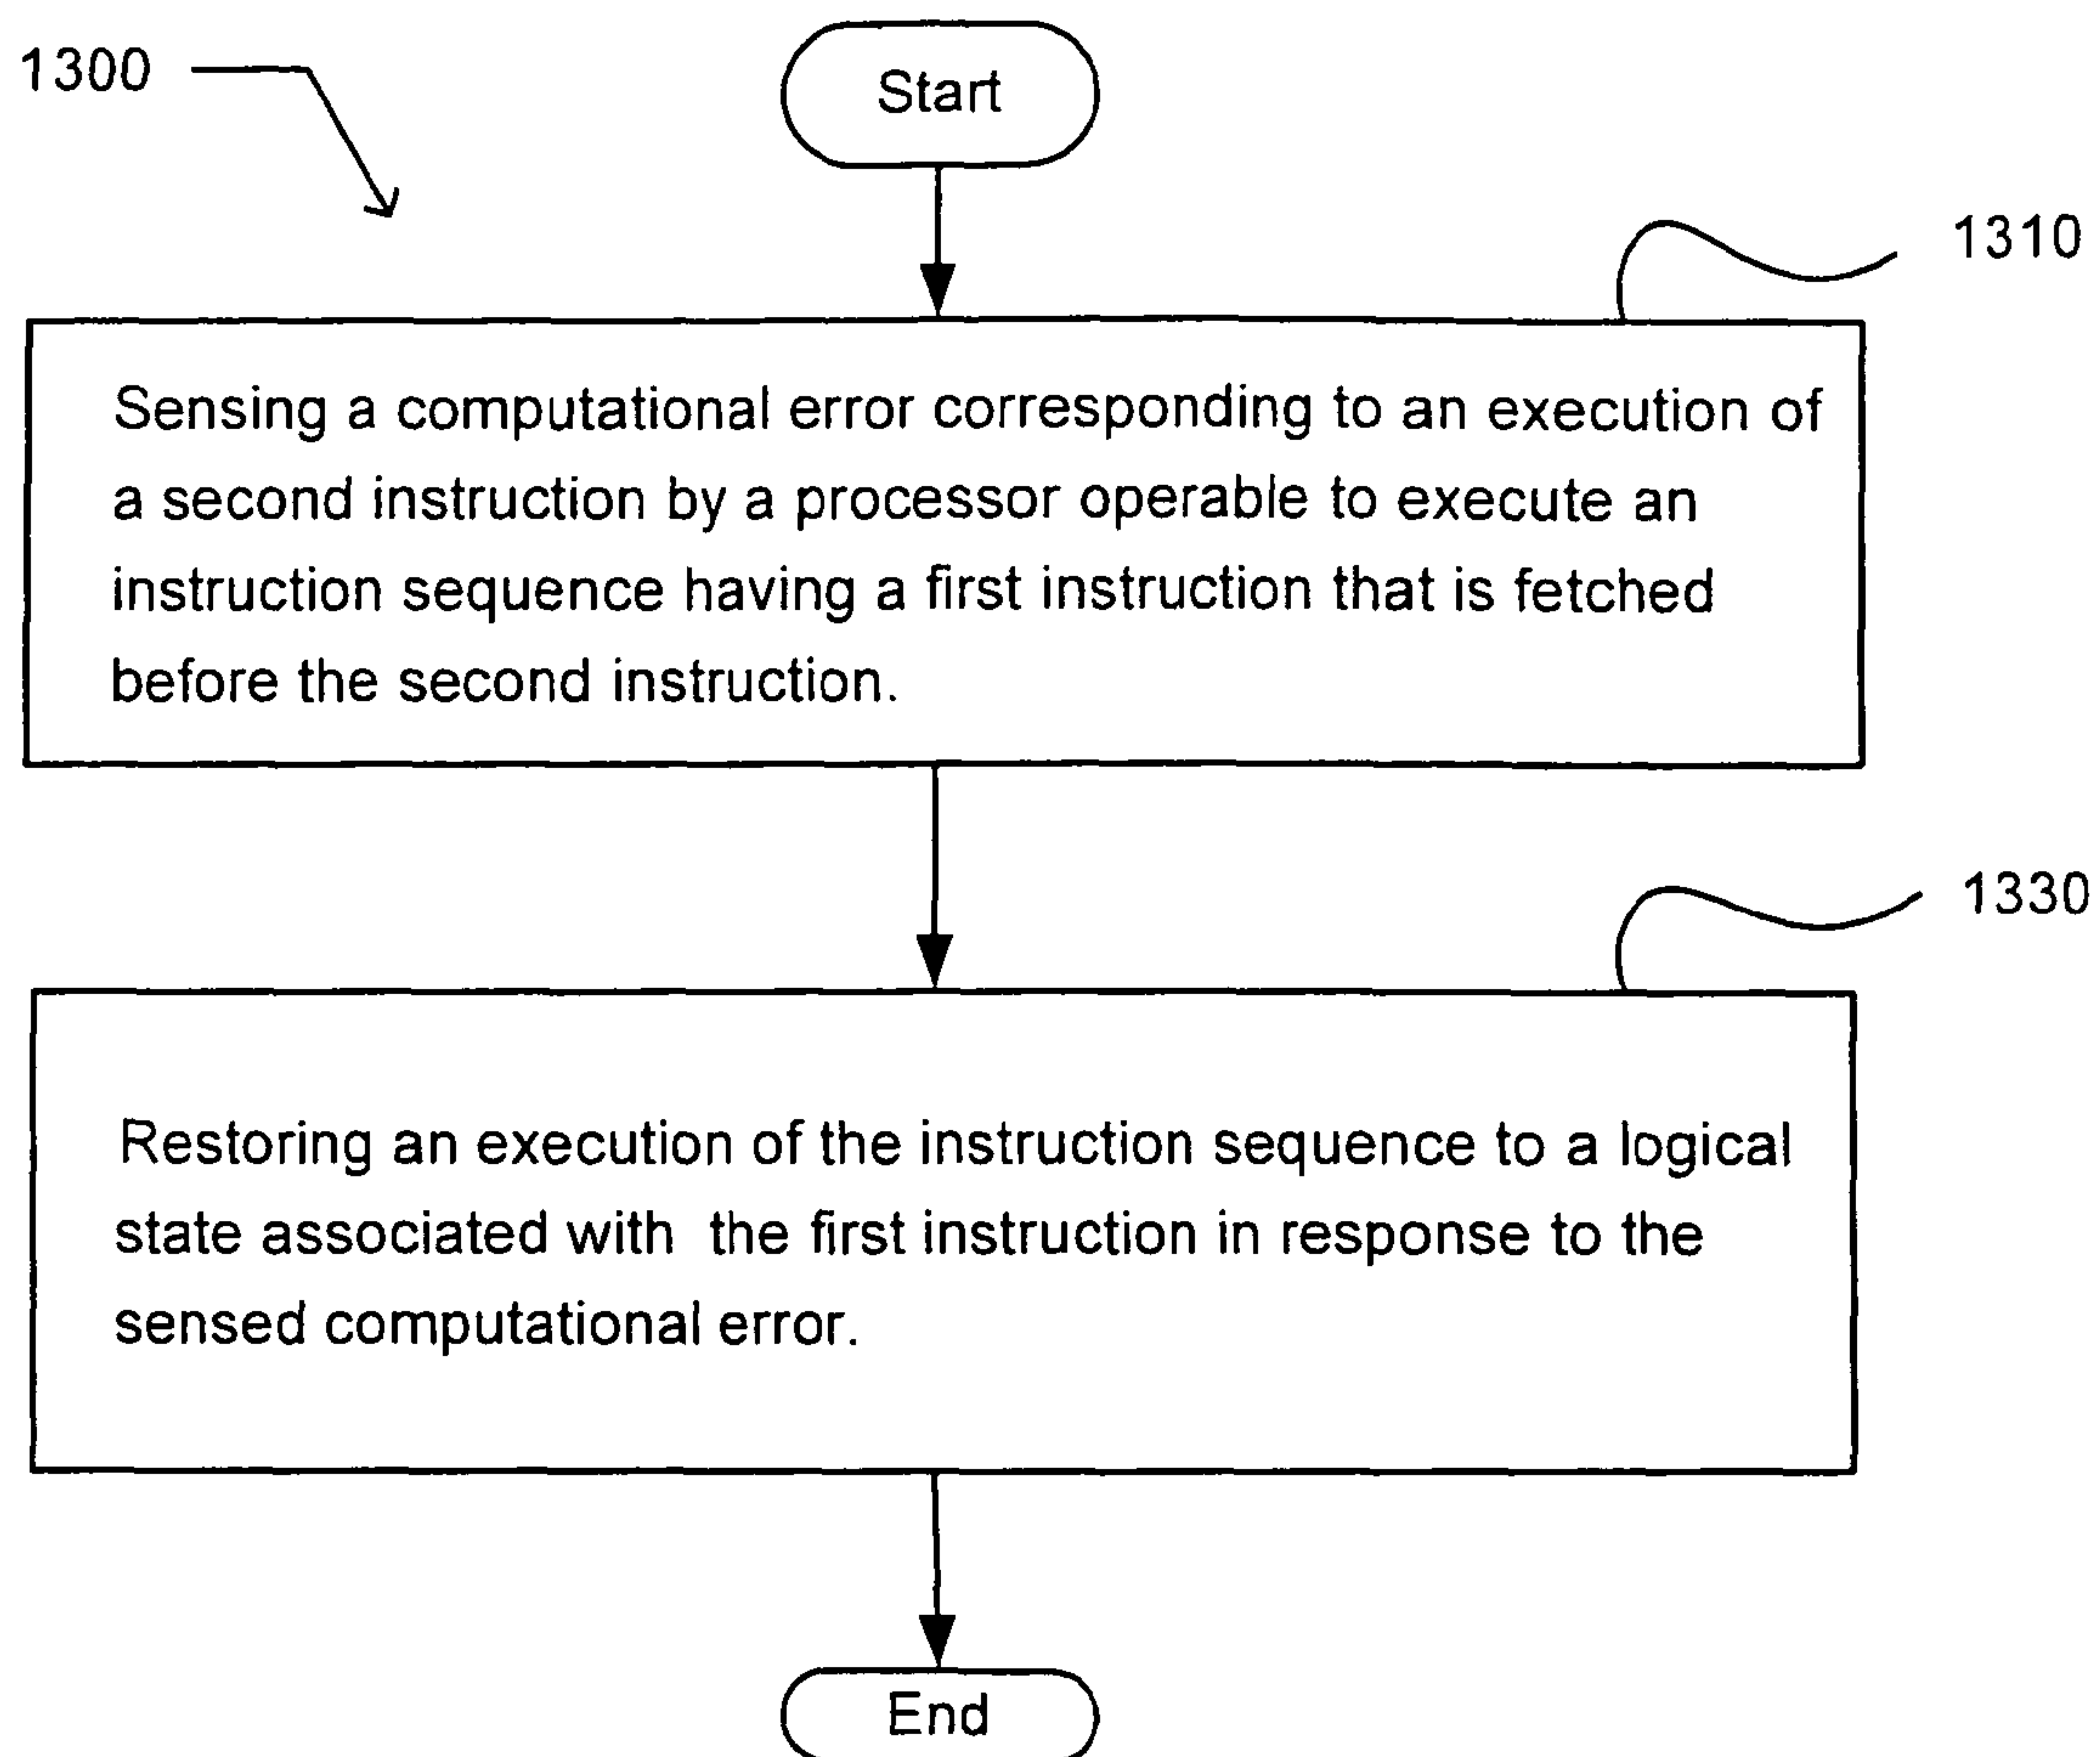 1300
Start
1310
Sensing a computational error corresponding to an execution of
a second instruction by a processor operable to execute an
instruction sequence having a first instruction that is fetched
before the second instruction.
1330
Restoring an execution of the instruction sequence to a logical
state associated with the first instruction in response to the
sensed computational error.
End